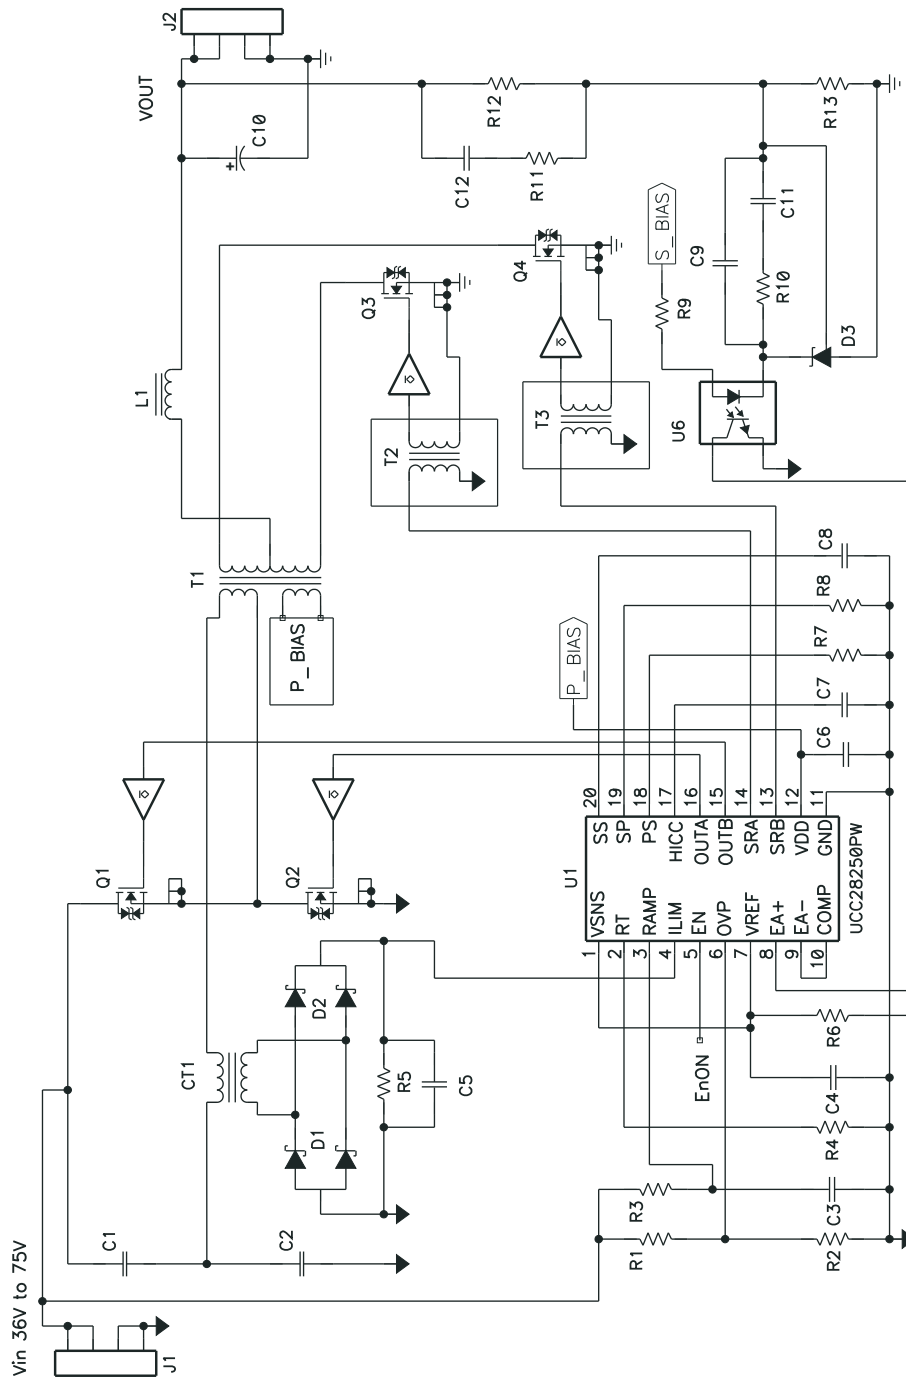 Vin 36V to 75V
J1
C1
C2
CT1
D1
D2
R5
C5
Q1
Q2
T1
P_BIAS
L1
VOUT
J2
C10
R12
C12
R11
R13
Q3
Q4
T2
T3
S_BIAS
R9
C9
C11
R10
D3
U6
P_BIAS
C8
R8
R7
C7
C6
U1
UCC28250PW
1 VSNS
2 RT
3 RAMP
4 ILIM
5 EN
6 OVP
7 VREF
8 EA+
9 EA-
10 COMP
SS 20
SP 19
PS 18
HICC 17
OUTA 16
OUTB 15
SRA 14
SRB 13
VDD 12
GND 11
EnON
R6
C4
R4
R3
C3
R1
R2